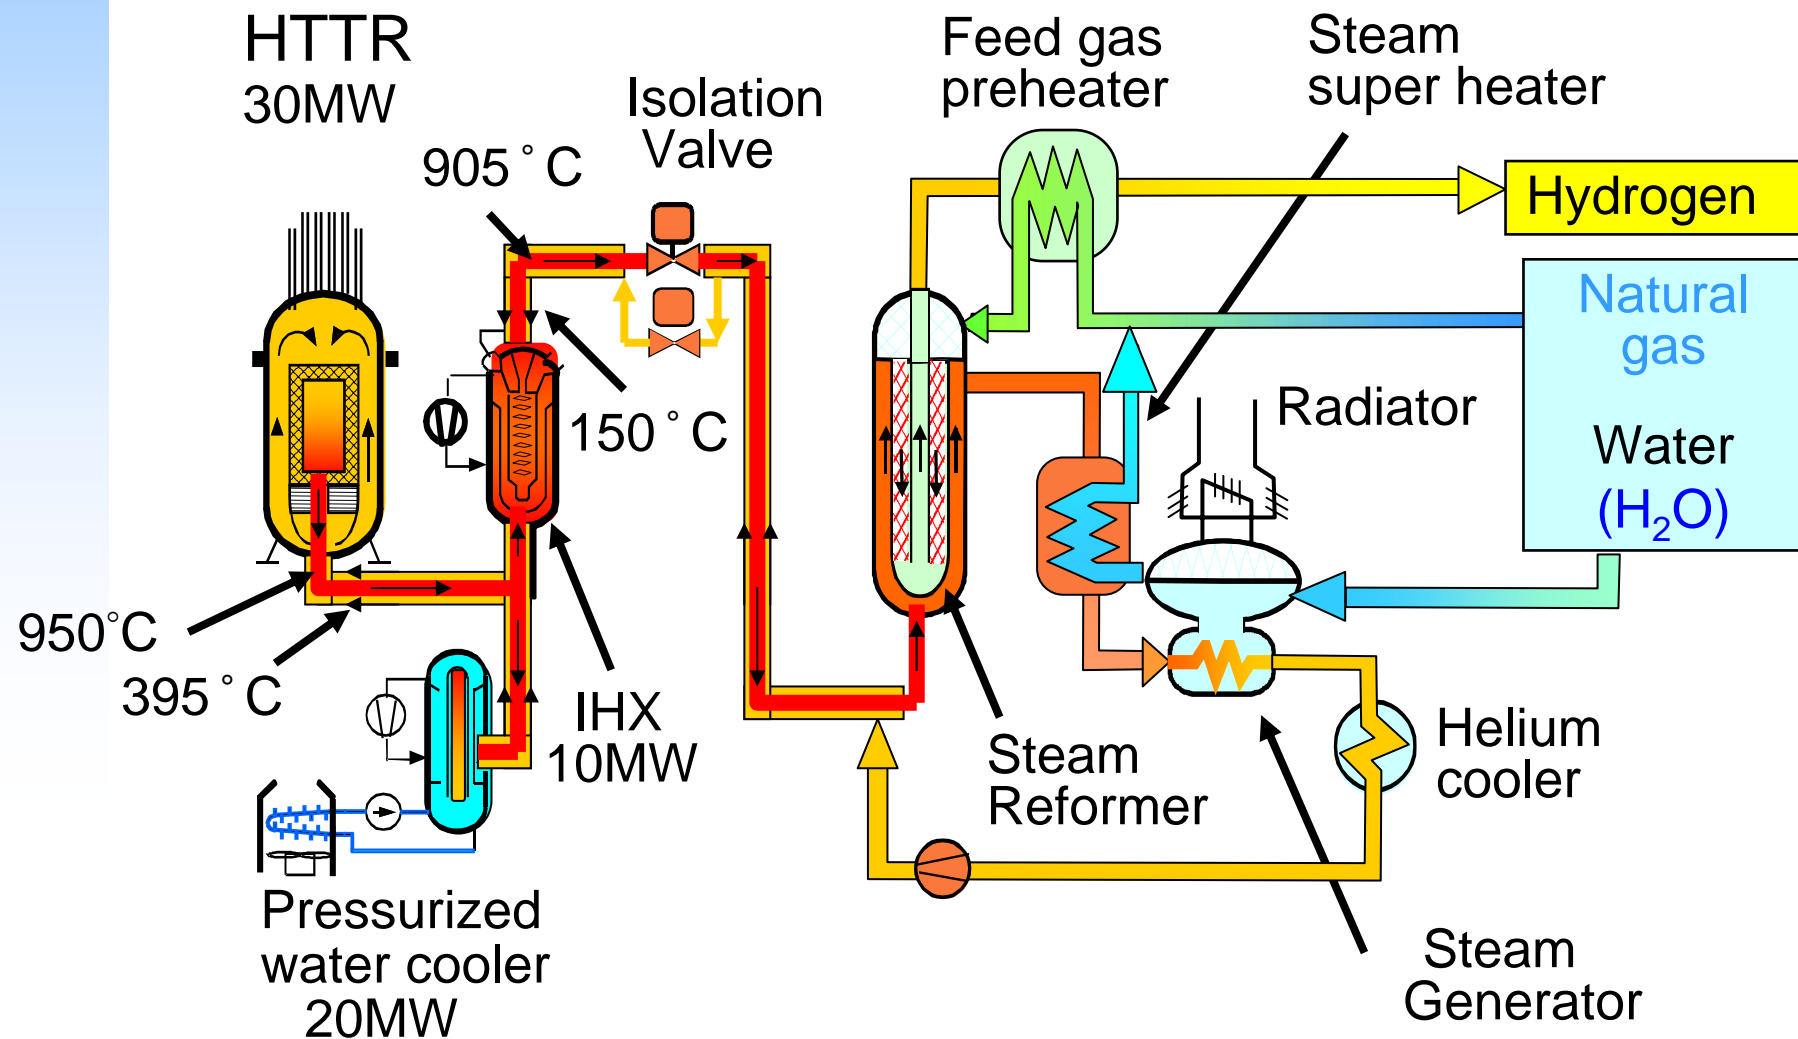 HTTR
30MW
905°C
Isolation
Valve
Feed gas
preheater
Steam
super heater
Hydrogen
Natural
gas
Water
(H₂O)
Radiator
150°C
950°C
395°C
IHX
10MW
Steam
Reformer
Helium
cooler
Pressurized
water cooler
20MW
Steam
Generator